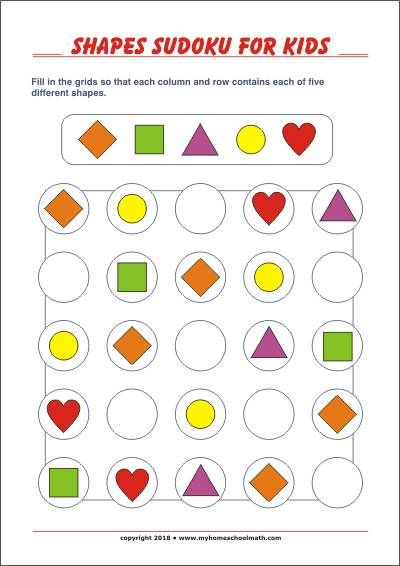 SHAPES SUDOKU FOR KIDS
Fill in the grids so that each column and row contains each of five
different shapes.
copyright 2018 • www.myhomeschoolmath.com